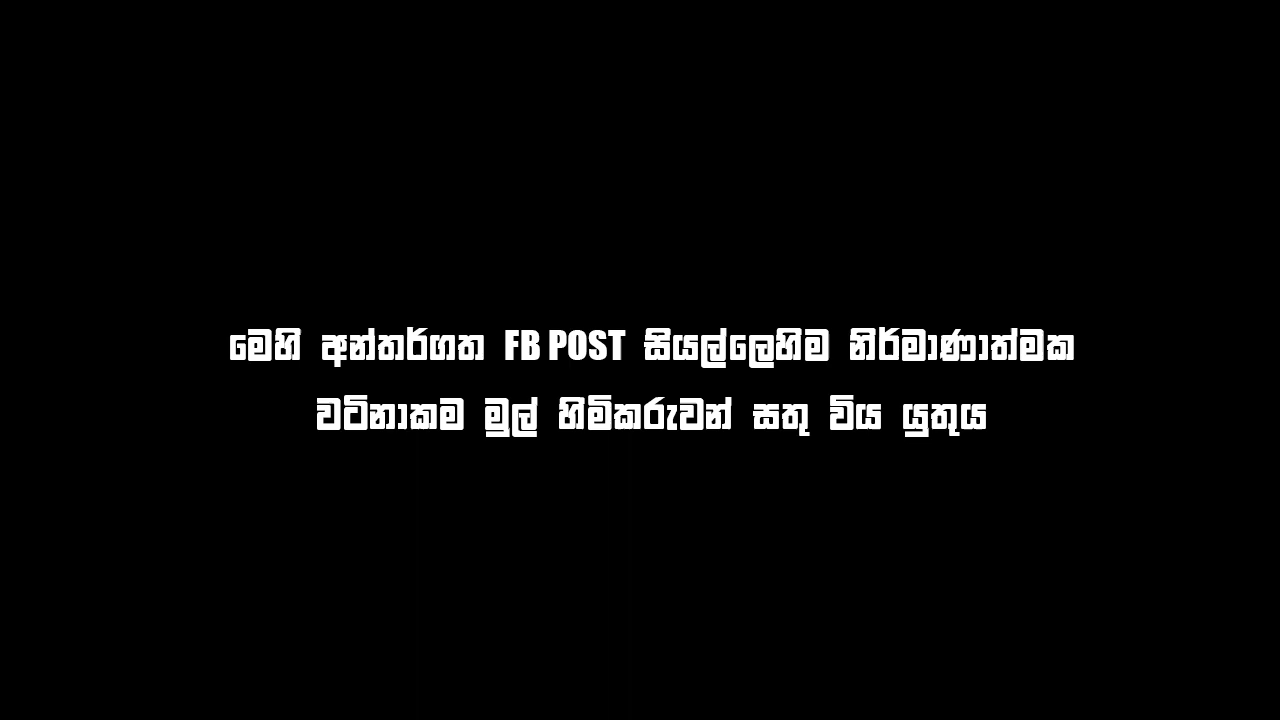 මෙහි අන්තර්ගත FB POST සියල්ලෙහිම නිර්මාණාත්මක
වටිනාකම මුල් හිමිකරුවන් සතු විය යුතුය